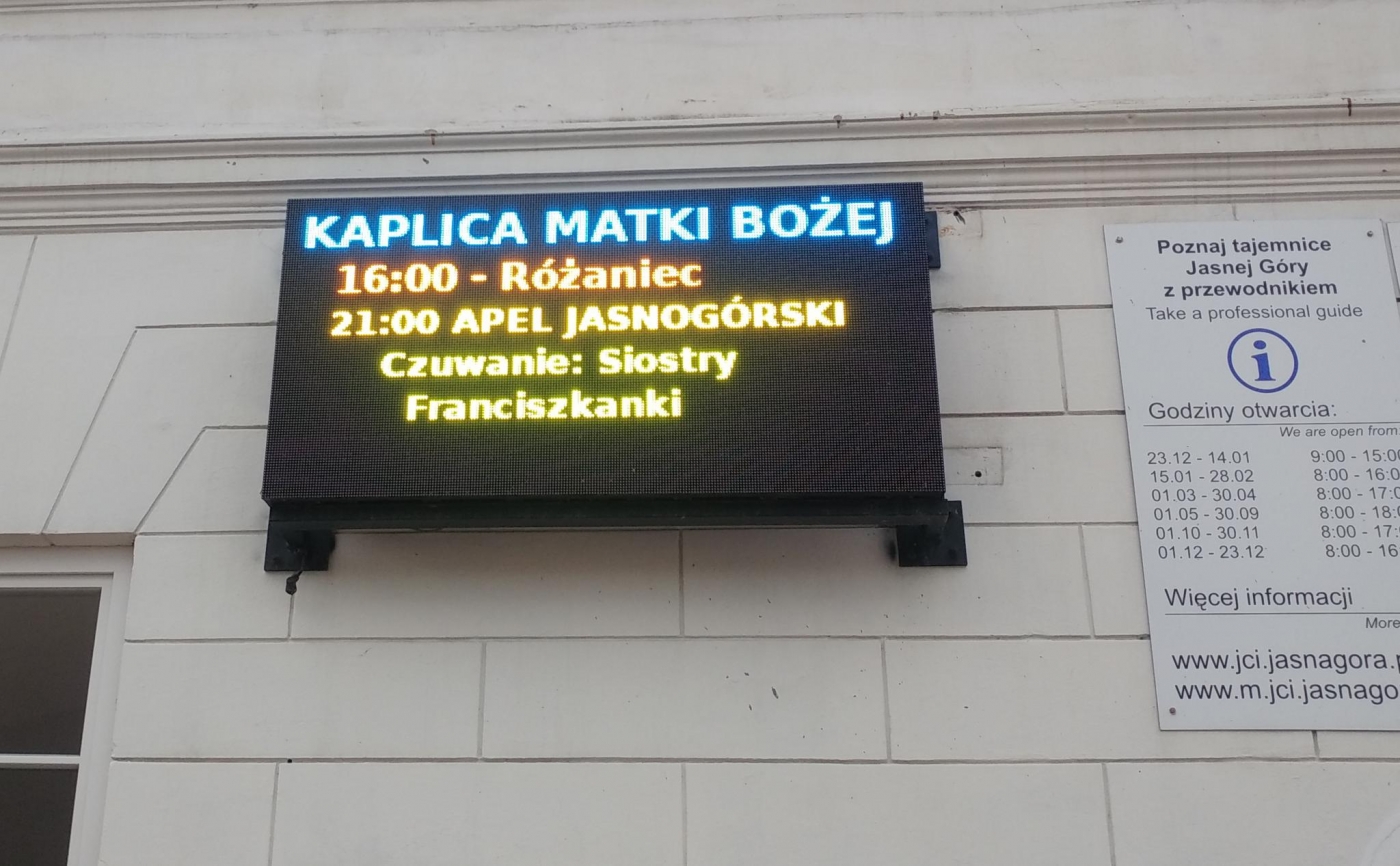 KAPLICA MATKI BOŻEJ
16:00 - Różaniec
21:00 APEL JASNOGÓRSKI
Czuwanie: Siostry
Franciszkanki
Poznaj tajemnice
Jasnej Góry
z przewodnikiem
Take a professional guide
i
Godziny otwarcia:
We are open from:
23.12 - 14.01 9:00 - 15:00
15.01 - 28.02 8:00 - 16:0
01.03 - 30.04 8:00 - 17:0
01.05 - 30.09 8:00 - 18:
01.10 - 30.11 8:00 - 17:
01.12 - 23.12 8:00 - 16
Więcej informacji
More
www.jci.jasnagora.p
www.m.jci.jasnago